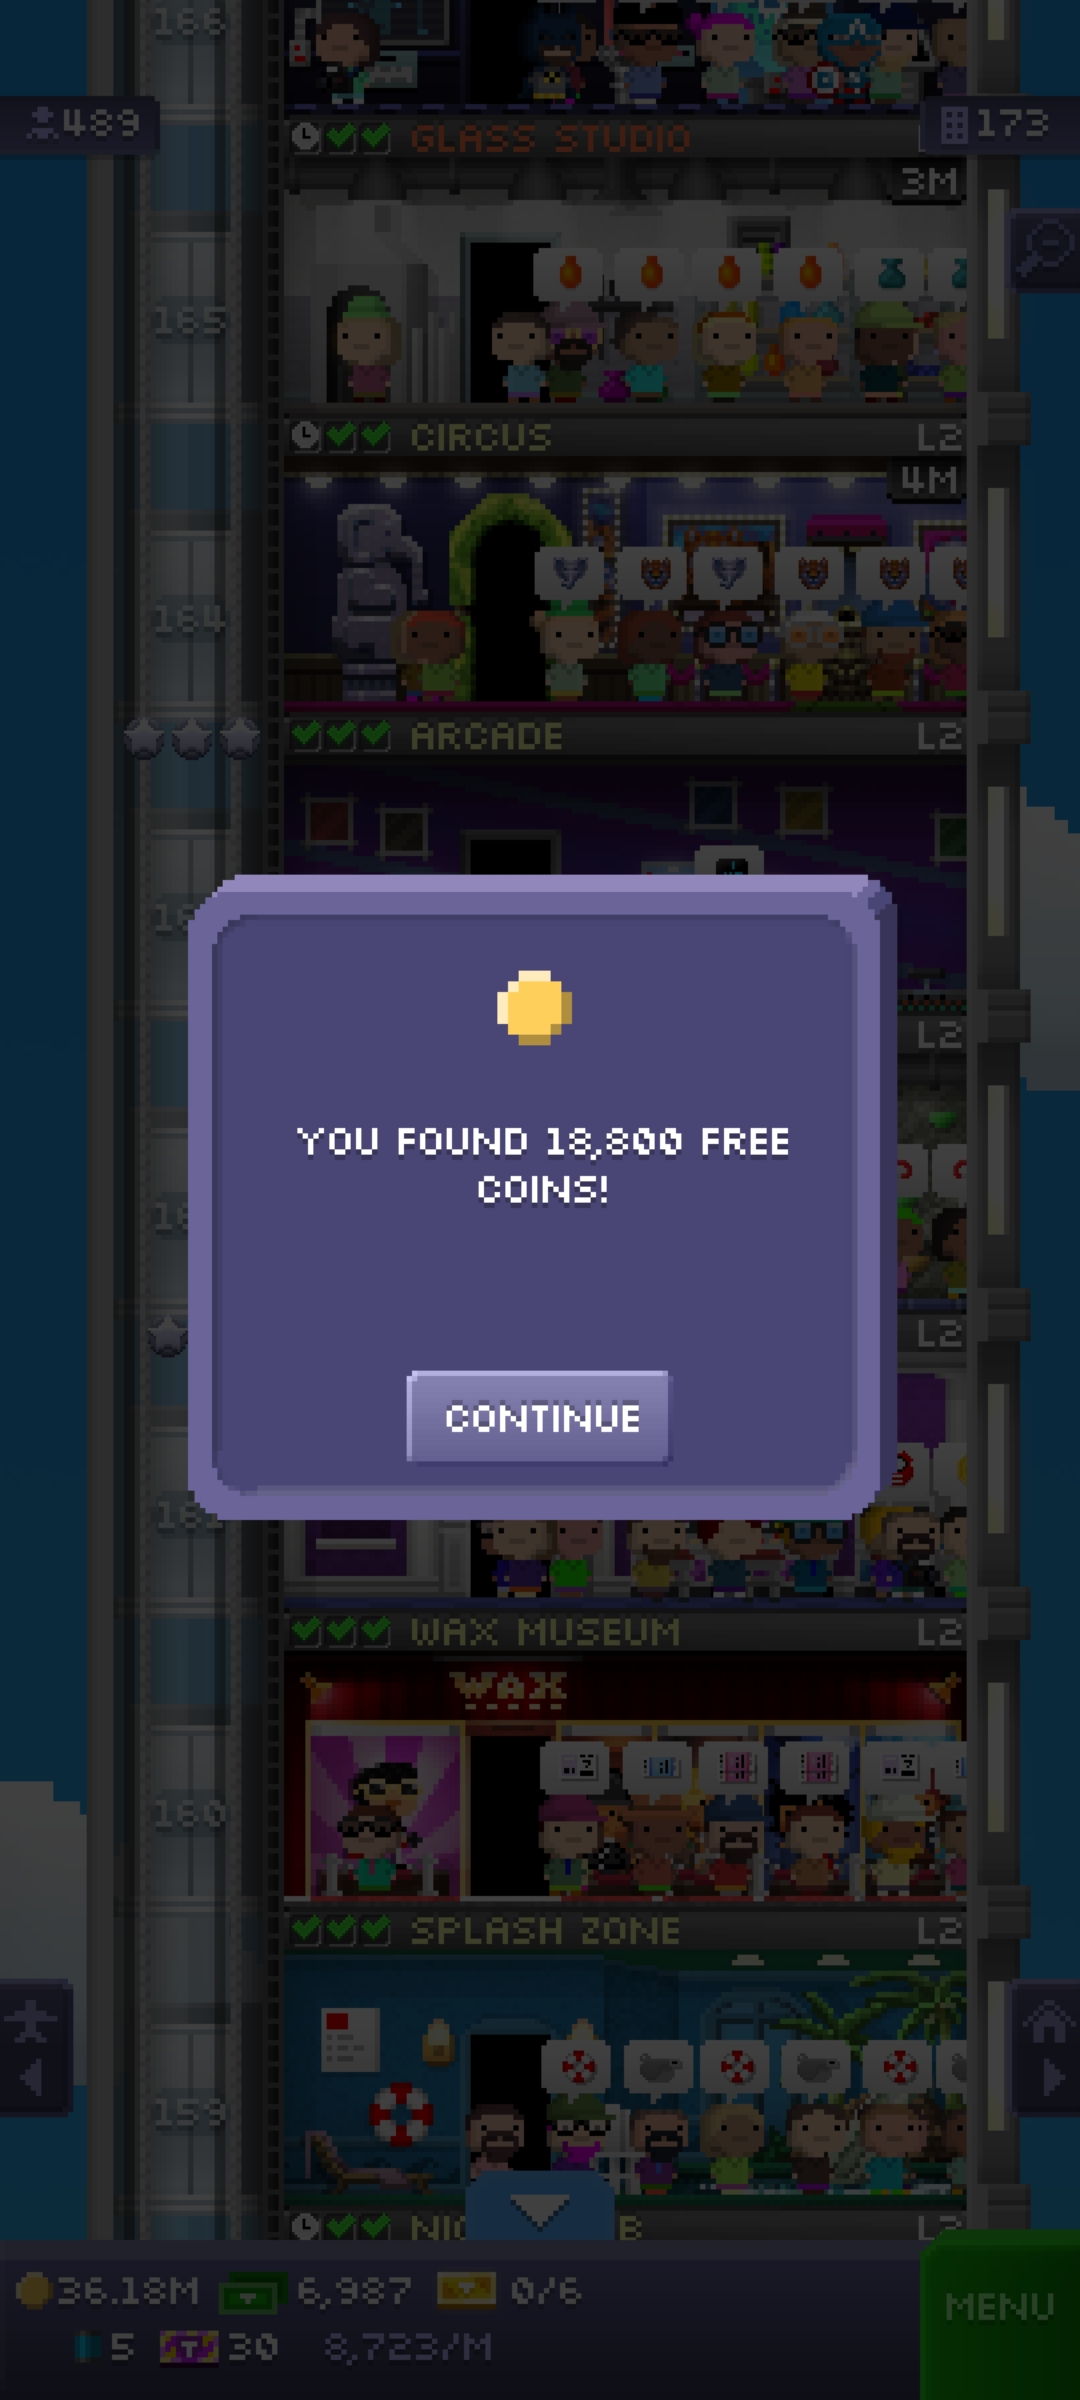 166
489
173
GLASS STUDIO
3M
165
CIRCUS
L2
4M
164
ARCADE
L2
L2
YOU FOUND 18,800 FREE
COINS!
L2
CONTINUE
161
WAX MUSEUM
L2
WAX
160
SPLASH ZONE
L2
159
L2
36.18M 6,987 0/6
MENU
5 T 30 8,723/M